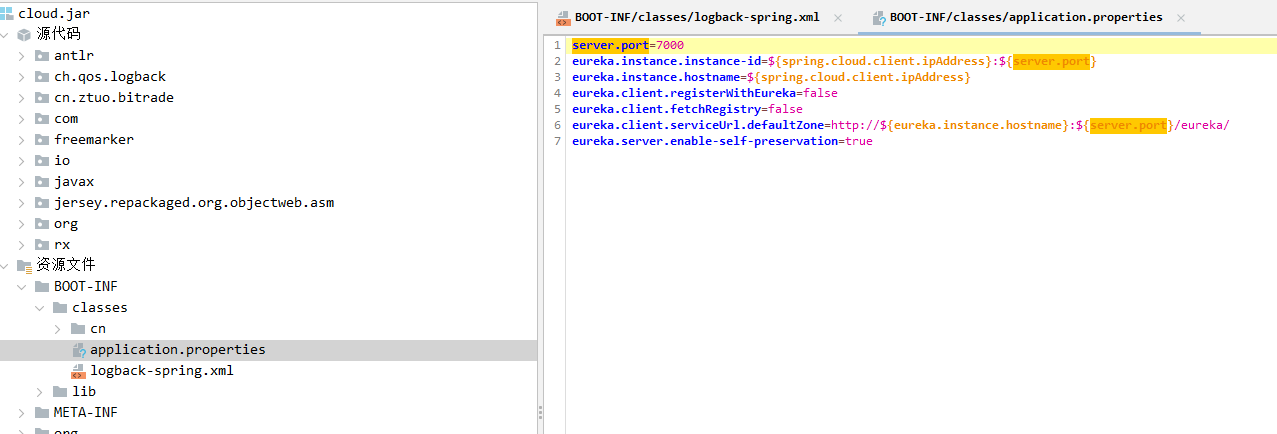 cloud.jar
源代码
antlr
ch.qos.logback
cn.ztuo.bitrade
com
freemarker
io
javax
jersey.repackaged.org.objectweb.asm
org
rx
资源文件
BOOT-INF
classes
cn
application.properties
logback-spring.xml
lib
META-INF
org
BOOT-INF/classes/logback-spring.xml
BOOT-INF/classes/application.properties
1 server.port=7000
2 eureka.instance.instance-id=${spring.cloud.client.ipAddress}:${server.port}
3 eureka.instance.hostname=${spring.cloud.client.ipAddress}
4 eureka.client.registerWithEureka=false
5 eureka.client.fetchRegistry=false
6 eureka.client.serviceUrl.defaultZone=http://${eureka.instance.hostname}:${server.port}/eureka/
7 eureka.server.enable-self-preservation=true